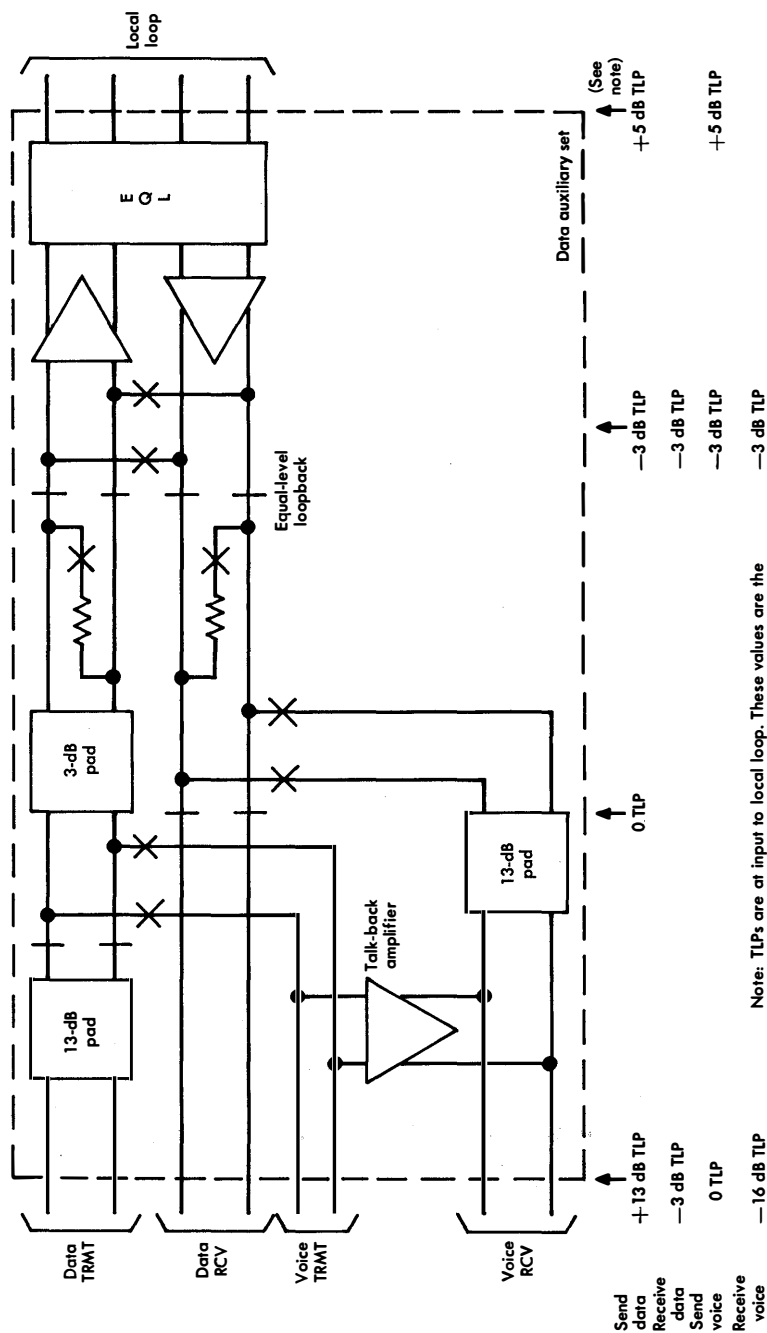 Local
loop
E
Q
L
Data auxiliary set
Equal-level
loopback
3-dB
pad
13-dB
pad
13-dB
pad
Talk-back
amplifier
Data
TRMT
Data
RCV
Voice
TRMT
Voice
RCV
Send
data
+13 dB TLP
0 TLP
−3 dB TLP
+5 dB TLP
(See
note)
Receive
data
−3 dB TLP
−3 dB TLP
Send
voice
0 TLP
−3 dB TLP
+5 dB TLP
Receive
voice
−16 dB TLP
−3 dB TLP
Note: TLPs are at input to local loop. These values are the